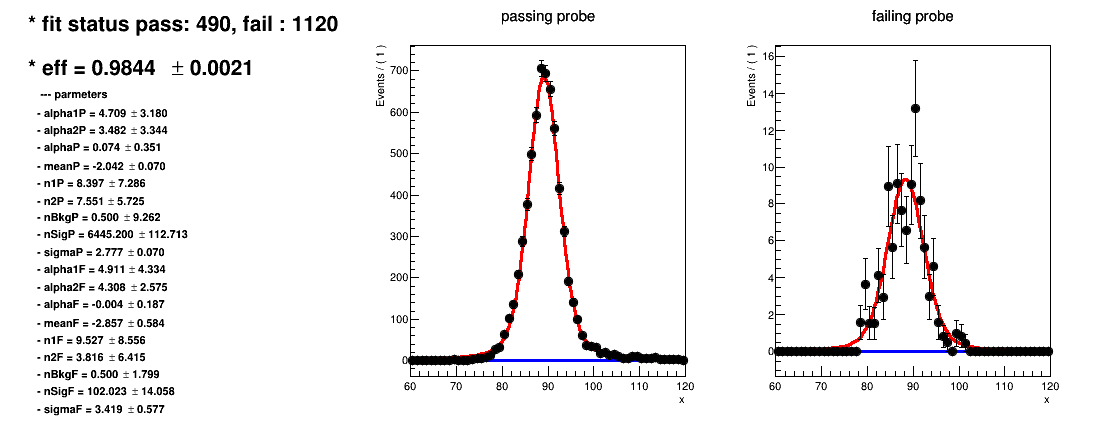 * fit status pass: 490, fail : 1120
* eff = 0.9844 ± 0.0021
--- parmeters
- alpha1P = 4.709 ± 3.180
- alpha2P = 3.482 ± 3.344
- alphaP = 0.074 ± 0.351
- meanP = -2.042 ± 0.070
- n1P = 8.397 ± 7.286
- n2P = 7.551 ± 5.725
- nBkgP = 0.500 ± 9.262
- nSigP = 6445.200 ± 112.713
- sigmaP = 2.777 ± 0.070
- alpha1F = 4.911 ± 4.334
- alpha2F = 4.308 ± 2.575
- alphaF = -0.004 ± 0.187
- meanF = -2.857 ± 0.584
- n1F = 9.527 ± 8.556
- n2F = 3.816 ± 6.415
- nBkgF = 0.500 ± 1.799
- nSigF = 102.023 ± 14.058
- sigmaF = 3.419 ± 0.577
passing probe
Events / ( 1 )
700
600
500
400
300
200
100
0
60 70 80 90 100 110 120
x
failing probe
Events / ( 1 )
16
14
12
10
8
6
4
2
0
60 70 80 90 100 110 120
x